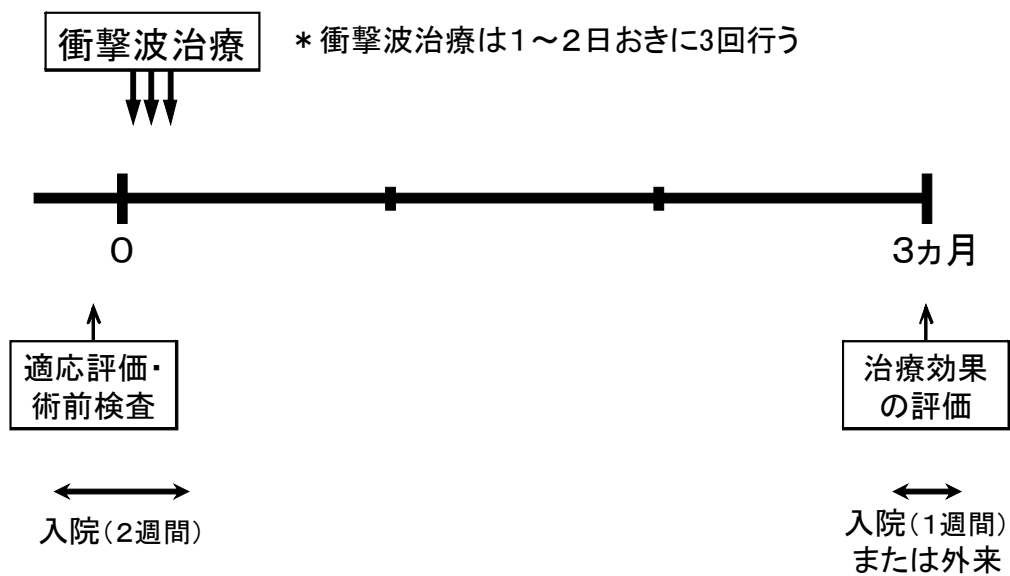 衝撃波治療
*衝撃波治療は1~2日おきに3回行う
0
3ヵ月
適応評価・
術前検査
治療効果
の評価
入院(2週間)
入院(1週間)
または外来